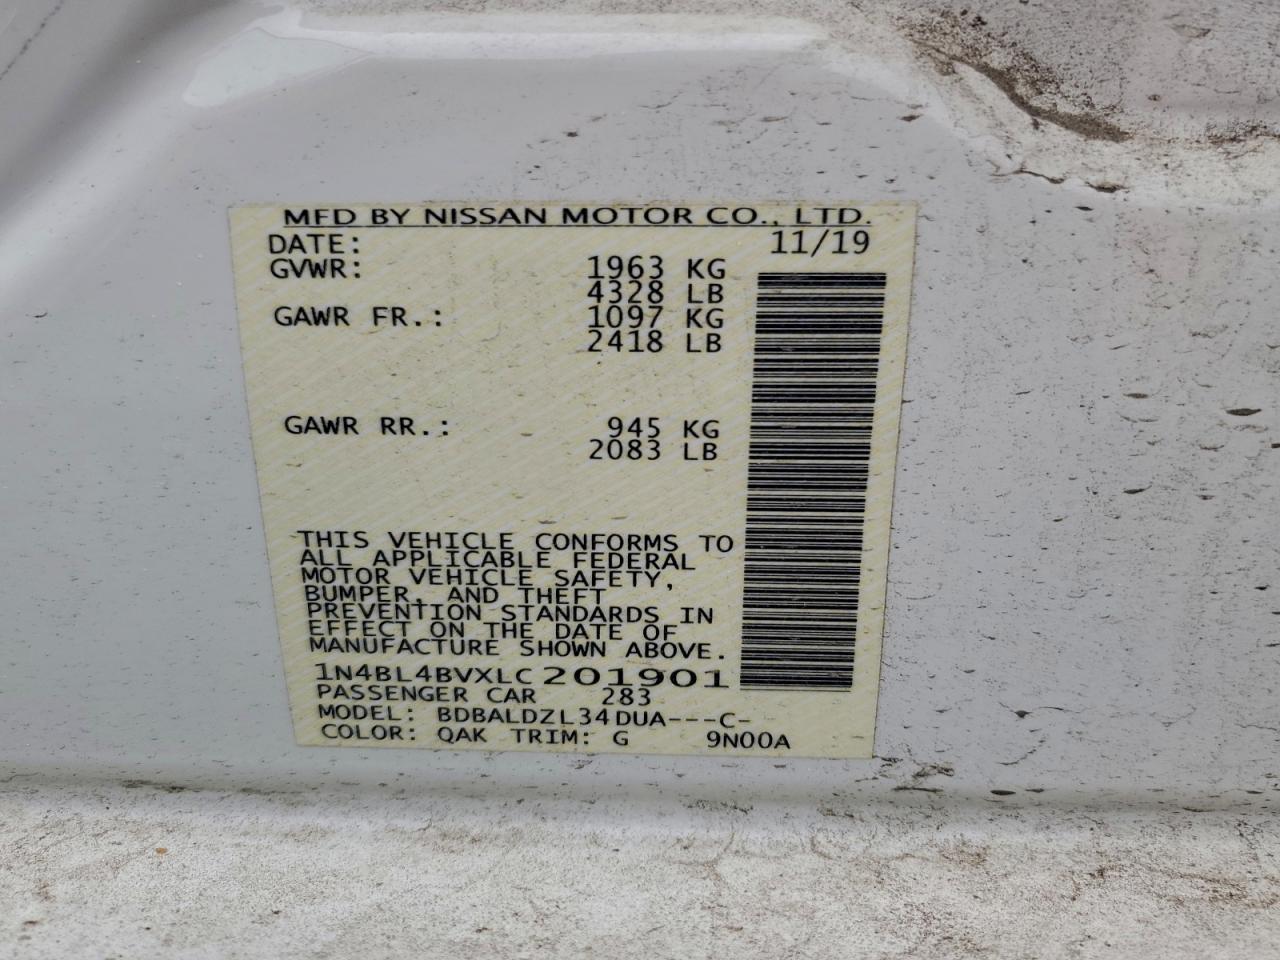 MFD BY NISSAN MOTOR CO., LTD.
DATE: 11/19
GVWR: 1963 KG
4328 LB
GAWR FR.: 1097 KG
2418 LB
GAWR RR.: 945 KG
2083 LB
THIS VEHICLE CONFORMS TO
ALL APPLICABLE FEDERAL
MOTOR VEHICLE SAFETY,
BUMPER, AND THEFT
PREVENTION STANDARDS IN
EFFECT ON THE DATE OF
MANUFACTURE SHOWN ABOVE.
1N4BL4BVXLC201901
PASSENGER CAR 283
MODEL: BDBALDZL34DUA---C-
COLOR: QAK TRIM: G 9N00A